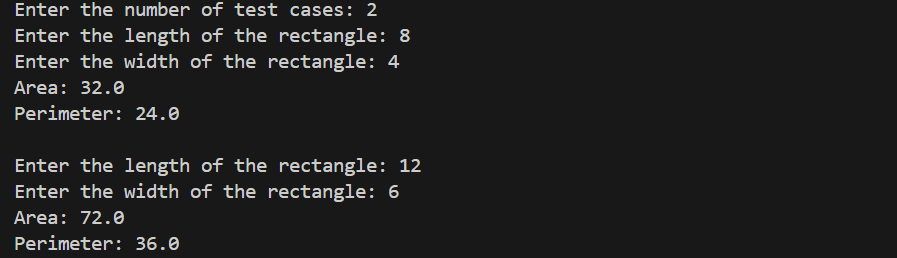 Enter the number of test cases: 2
Enter the length of the rectangle: 8
Enter the width of the rectangle: 4
Area: 32.0
Perimeter: 24.0
Enter the length of the rectangle: 12
Enter the width of the rectangle: 6
Area: 72.0
Perimeter: 36.0